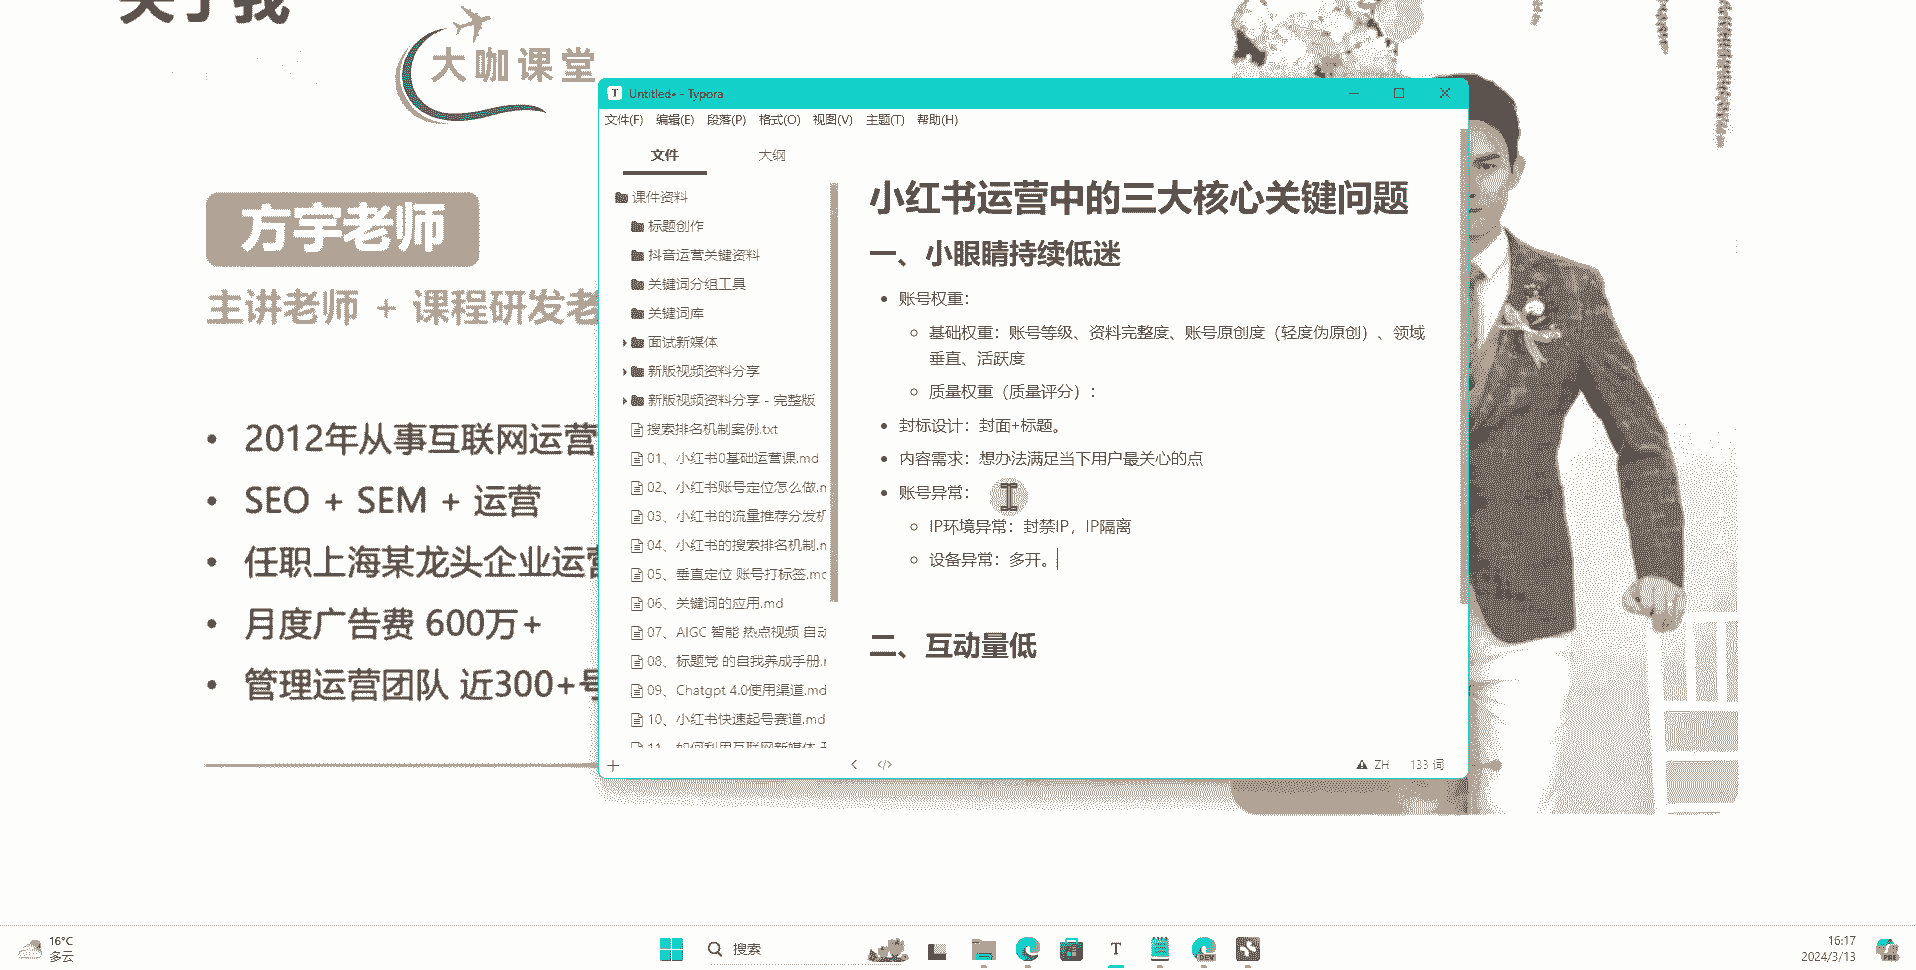 关于我
大咖课堂
方宇老师
主讲老师 + 课程研发老
• 2012年从事互联网运营
• SEO + SEM + 运营
• 任职上海某龙头企业运营
• 月度广告费 600万+
• 管理运营团队 近300+号
Untitled• - Typora
文件(F) 编辑(E) 段落(P) 格式(O) 视图(V) 主题(T) 帮助(H)
文件 大纲
课件资料
标题创作
抖音运营关键资料
关键词分组工具
关键词库
面试新媒体
新版视频资料分享
新版视频资料分享 - 完整版
搜索排名机制案例.txt
01、小红书0基础运营课.md
02、小红书账号定位怎么做.n
03、小红书的流量推荐分发机
04、小红书的搜索排名机制.n
05、垂直定位 账号打标签.mc
06、关键词的应用.md
07、AIGC 智能 热点视频 自动
08、标题党 的自我养成手册.r
09、Chatgpt 4.0使用渠道.md
10、小红书快速起号赛道.md
11、如何利用互联网新媒体
小红书运营中的三大核心关键问题
一、小眼睛持续低迷
• 账号权重：
基础权重：账号等级、资料完整度、账号原创度（轻度伪原创）、领域
垂直、活跃度
质量权重（质量评分）：
• 封标设计：封面+标题。
• 内容需求：想办法满足当下用户最关心的点
• 账号异常：
IP环境异常：封禁IP，IP隔离
设备异常：多开。
二、互动量低
ZH 133 词
16°C
多云
搜索
T
DEV
16:17
2024/3/13
PRE